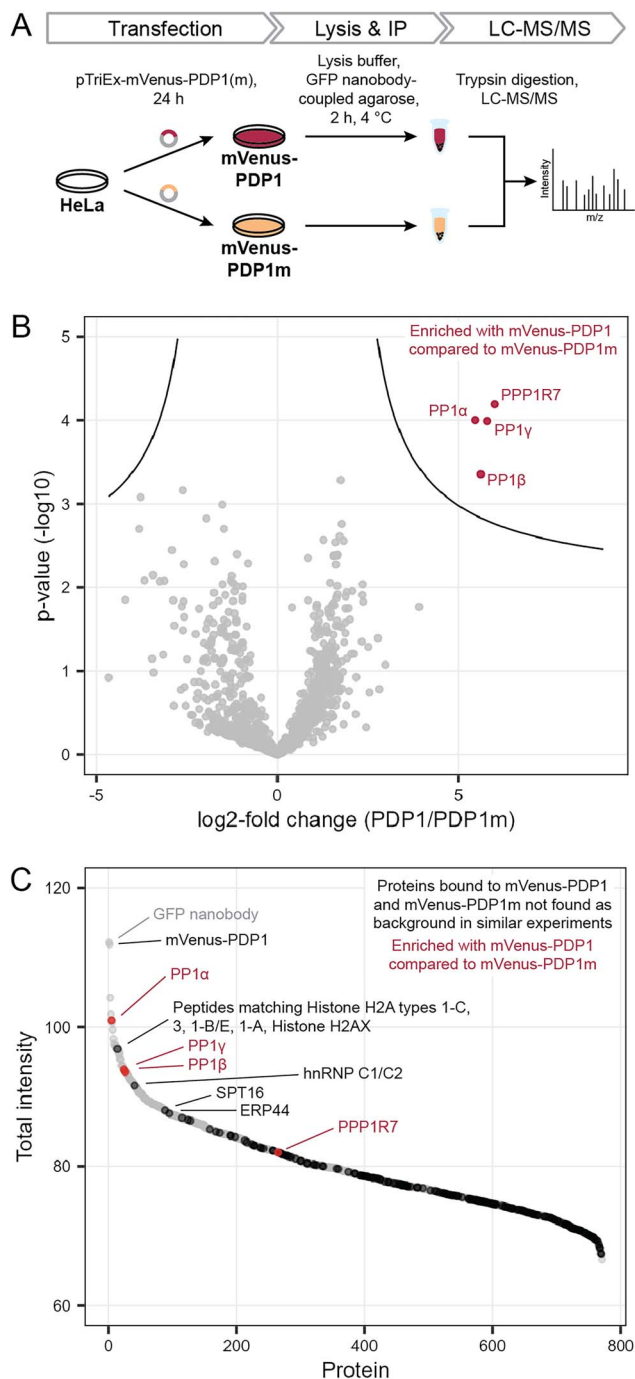 A
Transfection
Lysis & IP
LC-MS/MS
pTriEx-mVenus-PDP1(m),
24 h
Lysis buffer,
GFP nanobody-
coupled agarose,
2 h, 4 °C
Trypsin digestion,
LC-MS/MS
HeLa
mVenus-
PDP1
mVenus-
PDP1m
Intensity
m/z
B
Enriched with mVenus-PDP1
compared to mVenus-PDP1m
PPP1R7
PP1α
PP1γ
PP1β
5
4
3
2
1
0
p-value (-log10)
-5
0
5
log2-fold change (PDP1/PDP1m)
C
Proteins bound to mVenus-PDP1
and mVenus-PDP1m not found as
background in similar experiments
Enriched with mVenus-PDP1
compared to mVenus-PDP1m
GFP nanobody
mVenus-PDP1
PP1α
Peptides matching Histone H2A types 1-C,
3, 1-B/E, 1-A, Histone H2AX
PP1γ
PP1β
hnRNP C1/C2
SPT16
ERP44
PPP1R7
120
100
80
60
Total intensity
0
200
400
600
800
Protein